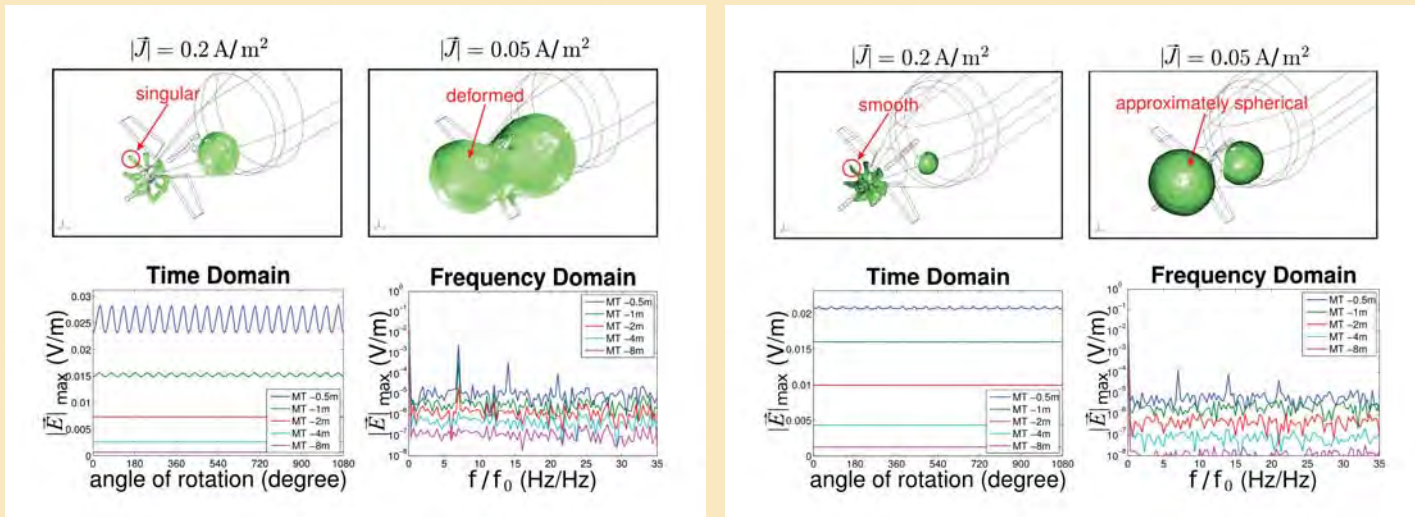 |J⃗| = 0.2 A/m²
|J⃗| = 0.05 A/m²
singular
deformed
Time Domain
|E⃗| max (V/m)
0.03
0.025
0.02
0.015
0.01
0.005
0
MT -0.5m
MT -1m
MT -2m
MT -4m
MT -8m
0 180 360 540 720 900 1080
angle of rotation (degree)
Frequency Domain
|E⃗| max (V/m)
10⁰
10⁻¹
10⁻²
10⁻³
10⁻⁴
10⁻⁵
10⁻⁶
10⁻⁷
10⁻⁸
MT -0.5m
MT -1m
MT -2m
MT -4m
MT -8m
0 5 10 15 20 25 30 35
f/f₀ (Hz/Hz)
|J⃗| = 0.2 A/m²
|J⃗| = 0.05 A/m²
smooth
approximately spherical
Time Domain
|E⃗| max (V/m)
0.02
0.015
0.01
0.005
0
MT -0.5m
MT -1m
MT -2m
MT -4m
MT -8m
0 180 360 540 720 900 1080
angle of rotation (degree)
Frequency Domain
|E⃗| max (V/m)
10⁰
10⁻¹
10⁻²
10⁻³
10⁻⁴
10⁻⁵
10⁻⁶
10⁻⁷
10⁻⁸
MT -0.5m
MT -1m
MT -2m
MT -4m
MT -8m
0 5 10 15 20 25 30 35
f/f₀ (Hz/Hz)